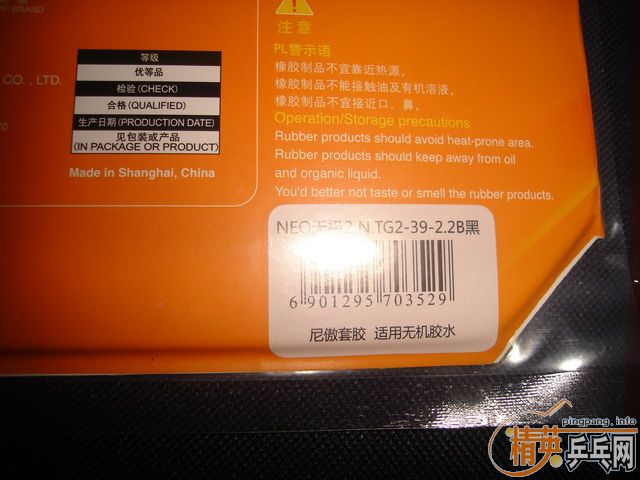 OP BRAND
CO., LTD.
等级
优等品
检验(CHECK)
合格(QUALIFIED)
生产日期(PRODUCTION DATE)
见包装或产品
(IN PACKAGE OR PRODUCT)
Made in Shanghai, China
注意
PL警示语
橡胶制品不宜靠近热源。
橡胶制品不能接触油及有机溶液。
橡胶制品不宜接近口、鼻。
Operation/Storage precautions
Rubber products should avoid heat-prone area.
Rubber products should keep away from oil
and organic liquid.
You'd better not taste or smell the rubber products.
NEO天极2 N.TG2-39-2.2B黑
6 901295 703529
尼傲套胶 适用无机胶水
pingpang.info
精英乒乓网